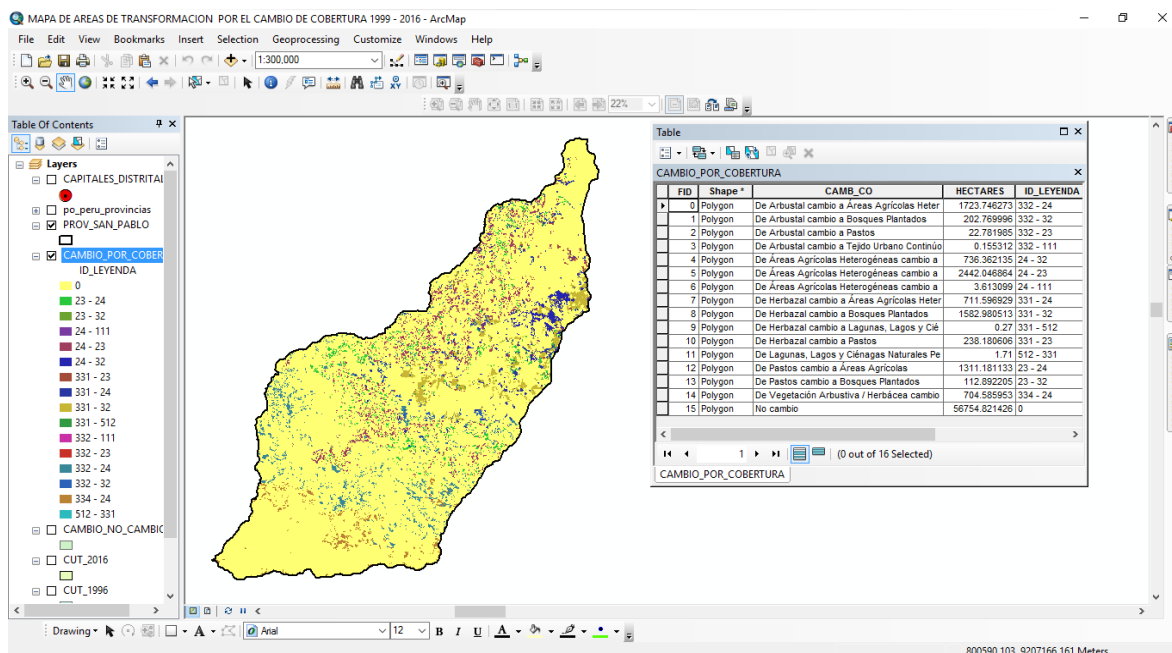 MAPA DE AREAS DE TRANSFORMACION POR EL CAMBIO DE COBERTURA 1999 - 2016 - ArcMap
File Edit View Bookmarks Insert Selection Geoprocessing Customize Windows Help
1:300,000
22%
Table Of Contents
Layers
CAPITALES_DISTRITAL
po_peru_provincias
PROV_SAN_PABLO
CAMBIO_POR_COBER
ID_LEYENDA
0
23 - 24
23 - 32
24 - 111
24 - 23
24 - 32
331 - 23
331 - 24
331 - 32
331 - 512
332 - 111
332 - 23
332 - 24
332 - 32
334 - 24
512 - 331
CAMBIO_NO_CAMBIO
CUT_2016
CUT_1996
Table
CAMBIO_POR_COBERTURA
FID Shape * CAMB_CO HECTARES ID_LEYENDA
0 Polygon De Arbustal cambio a Áreas Agrícolas Heter 1723.746273 332 - 24
1 Polygon De Arbustal cambio a Bosques Plantados 202.769996 332 - 32
2 Polygon De Arbustal cambio a Pastos 22.781985 332 - 23
3 Polygon De Arbustal cambio a Tejido Urbano Continúo 0.155312 332 - 111
4 Polygon De Áreas Agrícolas Heterogéneas cambio a 736.362135 24 - 32
5 Polygon De Áreas Agrícolas Heterogéneas cambio a 2442.046864 24 - 23
6 Polygon De Áreas Agrícolas Heterogéneas cambio a 3.613099 24 - 111
7 Polygon De Herbazal cambio a Áreas Agrícolas Heter 711.596929 331 - 24
8 Polygon De Herbazal cambio a Bosques Plantados 1582.980513 331 - 32
9 Polygon De Herbazal cambio a Lagunas, Lagos y Cié 0.27 331 - 512
10 Polygon De Herbazal cambio a Pastos 238.180606 331 - 23
11 Polygon De Lagunas, Lagos y Ciénagas Naturales Pe 1.71 512 - 331
12 Polygon De Pastos cambio a Áreas Agrícolas 1311.181133 23 - 24
13 Polygon De Pastos cambio a Bosques Plantados 112.892205 23 - 32
14 Polygon De Vegetación Arbustiva / Herbácea cambio 704.585953 334 - 24
15 Polygon No cambio 56754.821426 0
1 (0 out of 16 Selected)
CAMBIO_POR_COBERTURA
Drawing A Arial 12 B I U A
800590.103 9207166.161 Meters